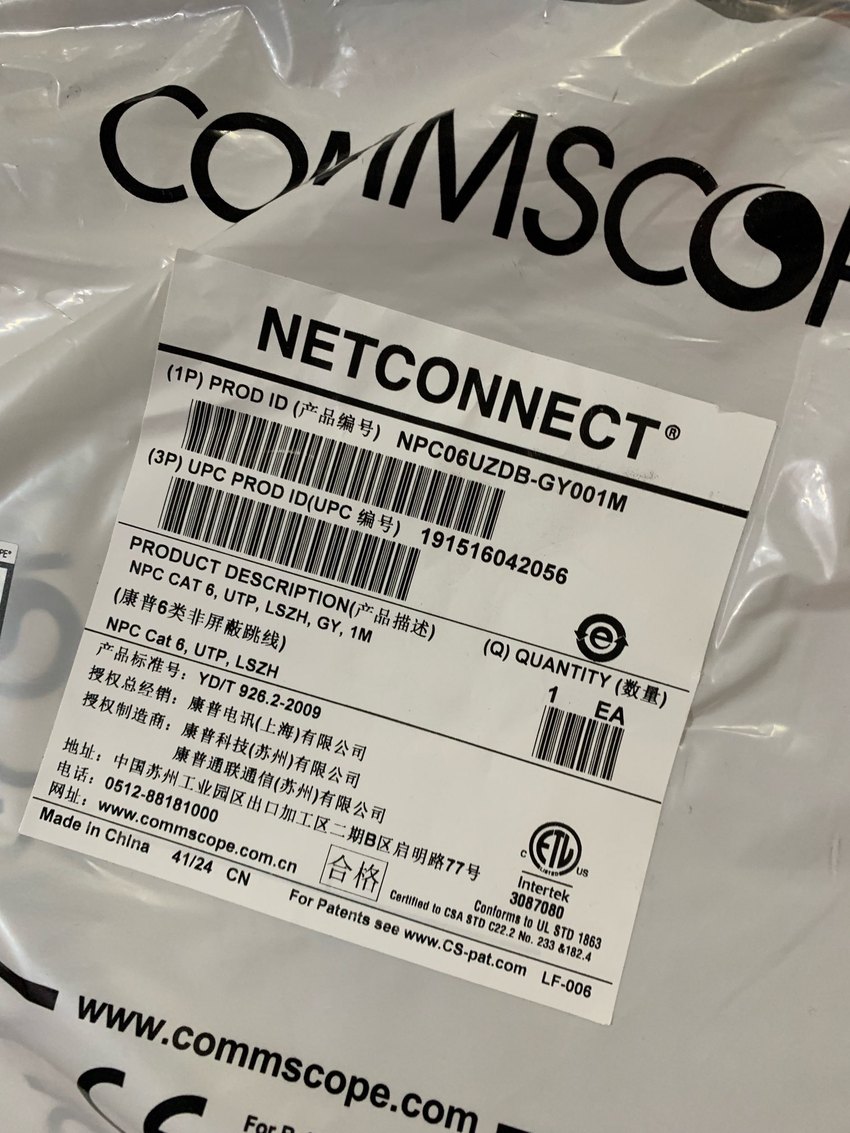 COMMSCOP
NETCONNECT®
(1P) PROD ID (产品编号) NPC06UZDB-GY001M
(3P) UPC PROD ID(UPC 编号) 191516042056
PRODUCT DESCRIPTION(产品描述)
NPC CAT 6, UTP, LSZH, GY, 1M
(康普6类非屏蔽跳线)
NPC Cat 6, UTP, LSZH
(Q) QUANTITY (数量)
1 EA
产品标准号: YD/T 926.2-2009
授权总经销: 康普电讯(上海)有限公司
授权制造商: 康普科技(苏州)有限公司
康普通联通信(苏州)有限公司
地址: 中国苏州工业园区出口加工区二期B区启明路77号
电话: 0512-88181000
网址: www.commscope.com.cn
合格
C ETL LISTED US
Intertek
3087080
Conforms to UL STD 1863
Certified to CSA STD C22.2 No. 233 &182.4
Made in China 41/24 CN
For Patents see www.CS-pat.com LF-006
www.commscope.com
CE
For P
PE®